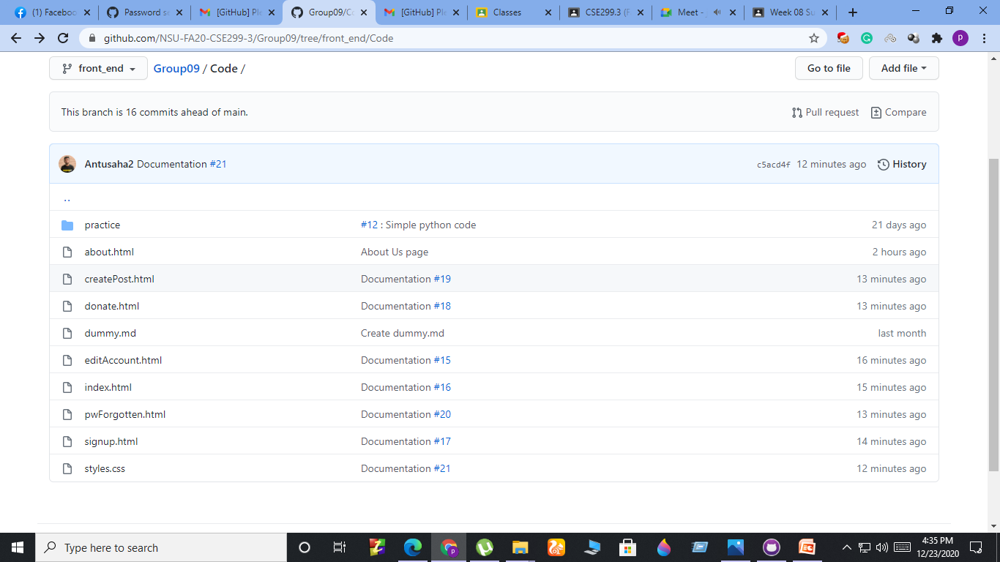 (1) Faceboo
Password se
[GitHub] Ple
Group09/Co
[GitHub] Ple
Classes
CSE299.3 (F
Meet -
Week 08 Su
github.com/NSU-FA20-CSE299-3/Group09/tree/front_end/Code
P
front_end
Group09 / Code /
Go to file
Add file
This branch is 16 commits ahead of main.
Pull request
Compare
Antusaha2 Documentation #21
c5acd4f 12 minutes ago
History
..
practice #12 : Simple python code 21 days ago
about.html About Us page 2 hours ago
createPost.html Documentation #19 13 minutes ago
donate.html Documentation #18 13 minutes ago
dummy.md Create dummy.md last month
editAccount.html Documentation #15 16 minutes ago
index.html Documentation #16 15 minutes ago
pwForgotten.html Documentation #20 13 minutes ago
signup.html Documentation #17 14 minutes ago
styles.css Documentation #21 12 minutes ago
Type here to search
4:35 PM
12/23/2020